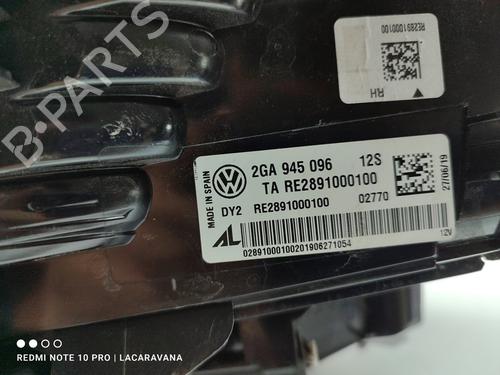 RE2891000100
RH
B-PARTS
MADE IN SPAIN
2GA 945 096 12S
TA RE2891000100
DY2 RE2891000100 02770
27/06/19
AL
0289100010020190627105​4
12V
REDMI NOTE 10 PRO | LACARAVANA